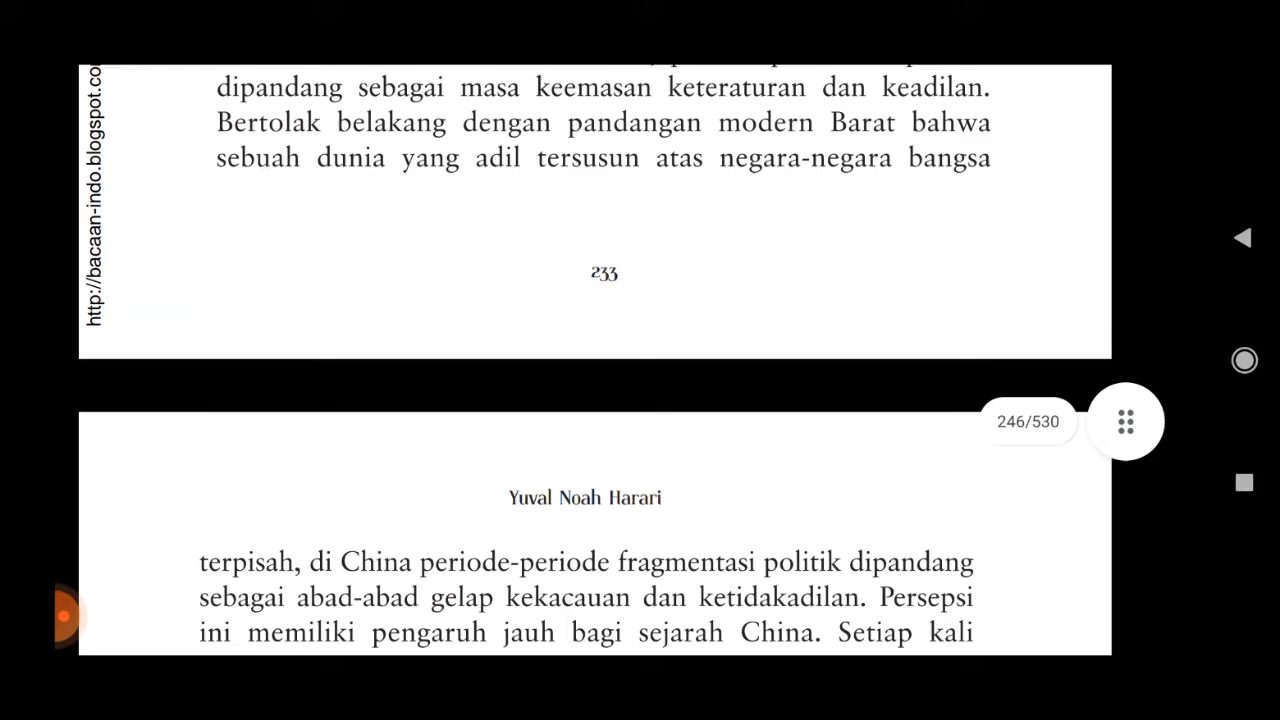 dipandang sebagai masa keemasan keteraturan dan keadilan.
Bertolak belakang dengan pandangan modern Barat bahwa
sebuah dunia yang adil tersusun atas negara-negara bangsa
http://bacaan-indo.blogspot.co
233
246/530
Yuval Noah Harari
terpisah, di China periode-periode fragmentasi politik dipandang
sebagai abad-abad gelap kekacauan dan ketidakadilan. Persepsi
ini memiliki pengaruh jauh bagi sejarah China. Setiap kali